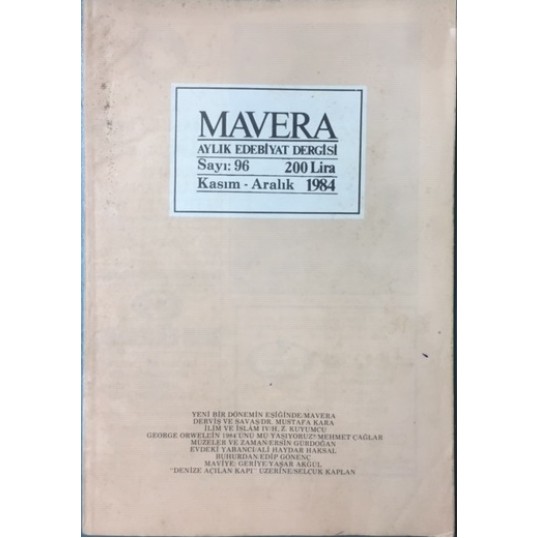 MAVERA
AYLIK EDEBİYAT DERGİSİ
Sayı: 96 200 Lira
Kasım - Aralık 1984
YENİ BİR DÖNEMİN EŞİĞİNDE/MAVERA
DERVİŞ VE SAVAŞ/DR. MUSTAFA KARA
İLİM VE İSLÂM IV/H. Z. KUYUMCU
GEORGE ORWELL'İN 1984'ÜNÜ MÜ YAŞIYORUZ?/MEHMET ÇAĞLAR
MÜZELER VE ZAMAN/ERSİN GÜRDOĞAN
EVDEKİ YABANCI/ALİ HAYDAR HAKSAL
BUHURDAN/EDİP GÖNENÇ
MAVİYE: GERİYE/YAŞAR AKGÜL
"DENİZE AÇILAN KAPI" ÜZERİNE/SELÇUK KAPLAN